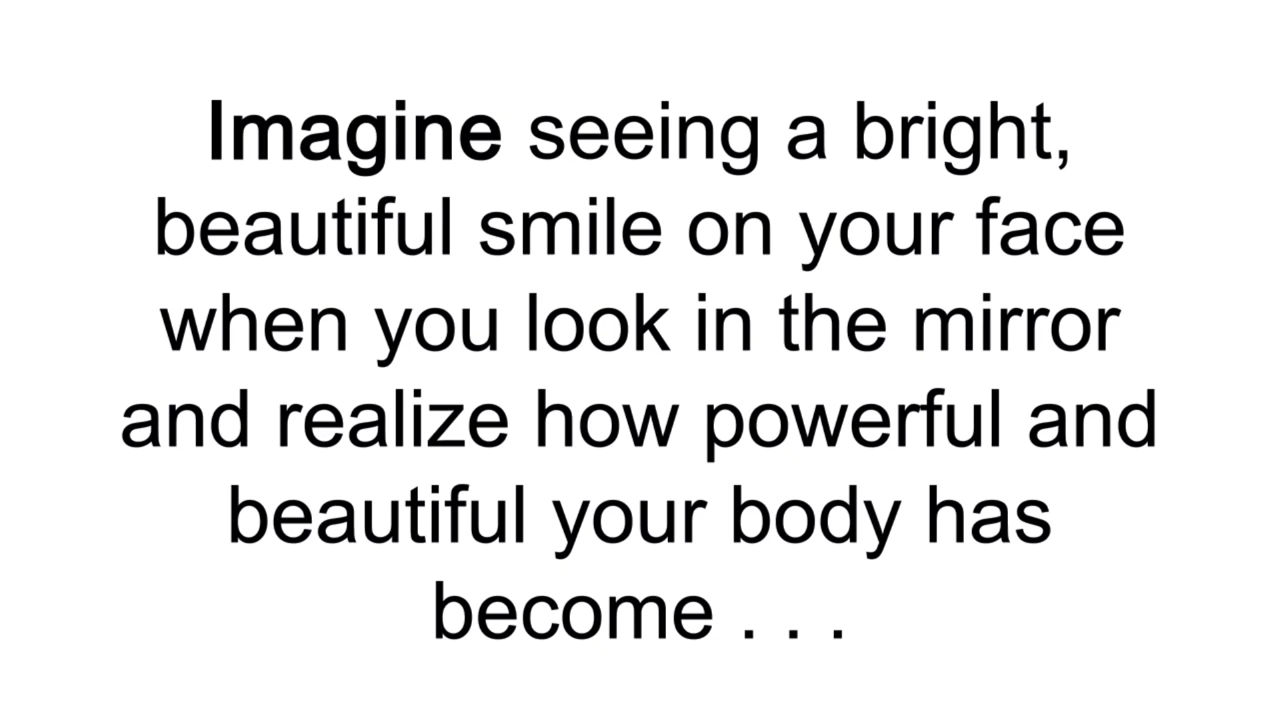 Imagine seeing a bright,
beautiful smile on your face
when you look in the mirror
and realize how powerful and
beautiful your body has
become . . .